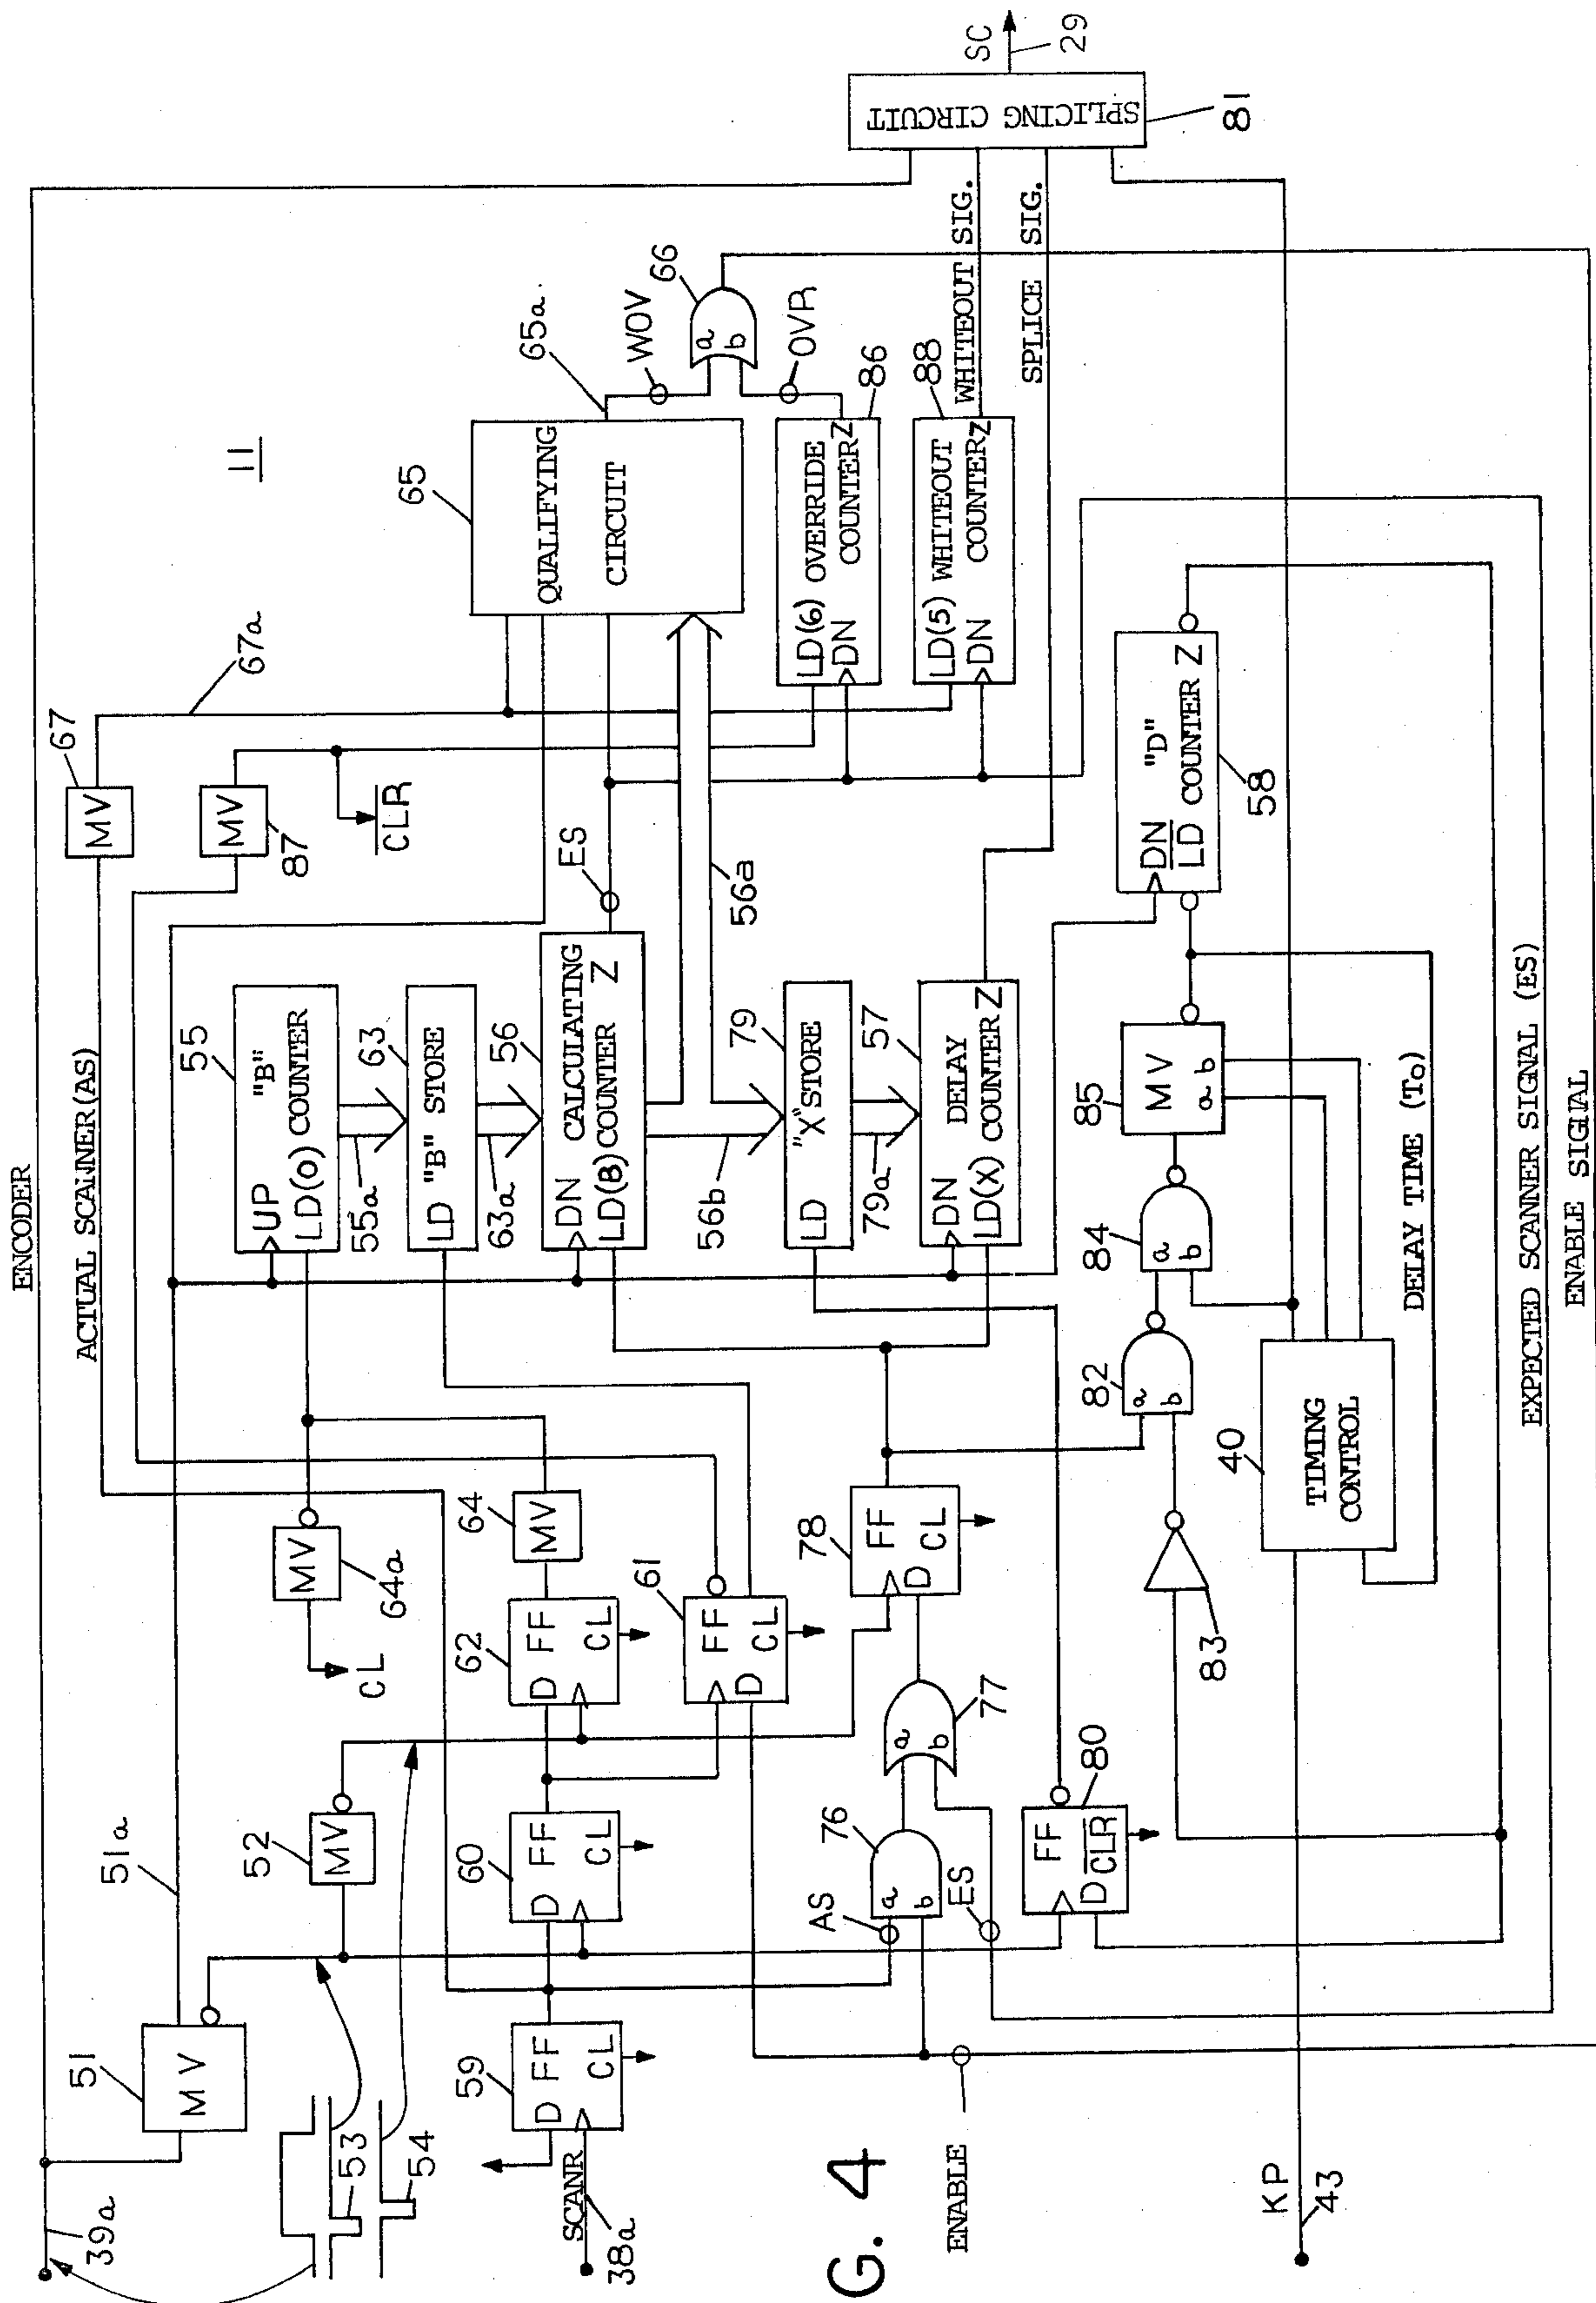 ENCODER
39a
51
MV
51a
ACTUAL SCANNER (AS)
67
MV
67a
11
53
54
52
MV
MV
64a
CL
55
UP "B"
LD(0) COUNTER
55a
63
LD "B" STORE
63a
56
DN CALCULATING
LD(B) COUNTER Z
56b
56a
ES
79
LD "X" STORE
79a
57
DN DELAY
LD(X) COUNTER Z
MV
87
CLR
65
QUALIFYING
CIRCUIT
65a.
WOV
66
a
b
OVR
LD(6) OVERRIDE
DN COUNTER Z
86
LD(5) WHITEOUT
DN COUNTER Z
88
WHITEOUT SIG.
SPLICE SIG.
SPLICING CIRCUIT
81
SC
29
SCANR
38a
59
D FF
CL
60
D FF
CL
62
D FF
CL
64
MV
61
FF
D CL
AS
ES
76
a
b
77
a
b
78
FF
D CL
80
FF
D CLR
82
a
b
83
84
a
b
85
MV
a b
DN "D"
LD COUNTER Z
58
40
TIMING
CONTROL
DELAY TIME (To)
KP
43
ENABLE
EXPECTED SCANNER SIGNAL (ES)
ENABLE SIGNAL
G. 4